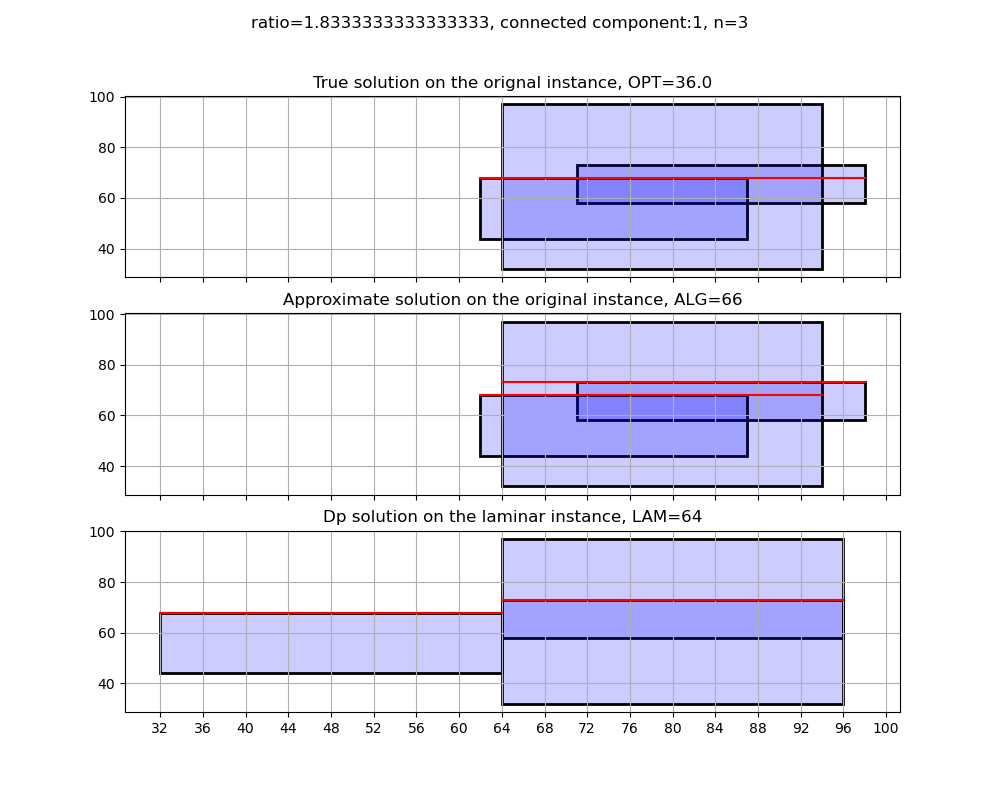 ratio=1.8333333333333333, connected component:1, n=3
True solution on the orignal instance, OPT=36.0
100
80
60
40
Approximate solution on the original instance, ALG=66
100
80
60
40
Dp solution on the laminar instance, LAM=64
100
80
60
40
32 36 40 44 48 52 56 60 64 68 72 76 80 84 88 92 96 100